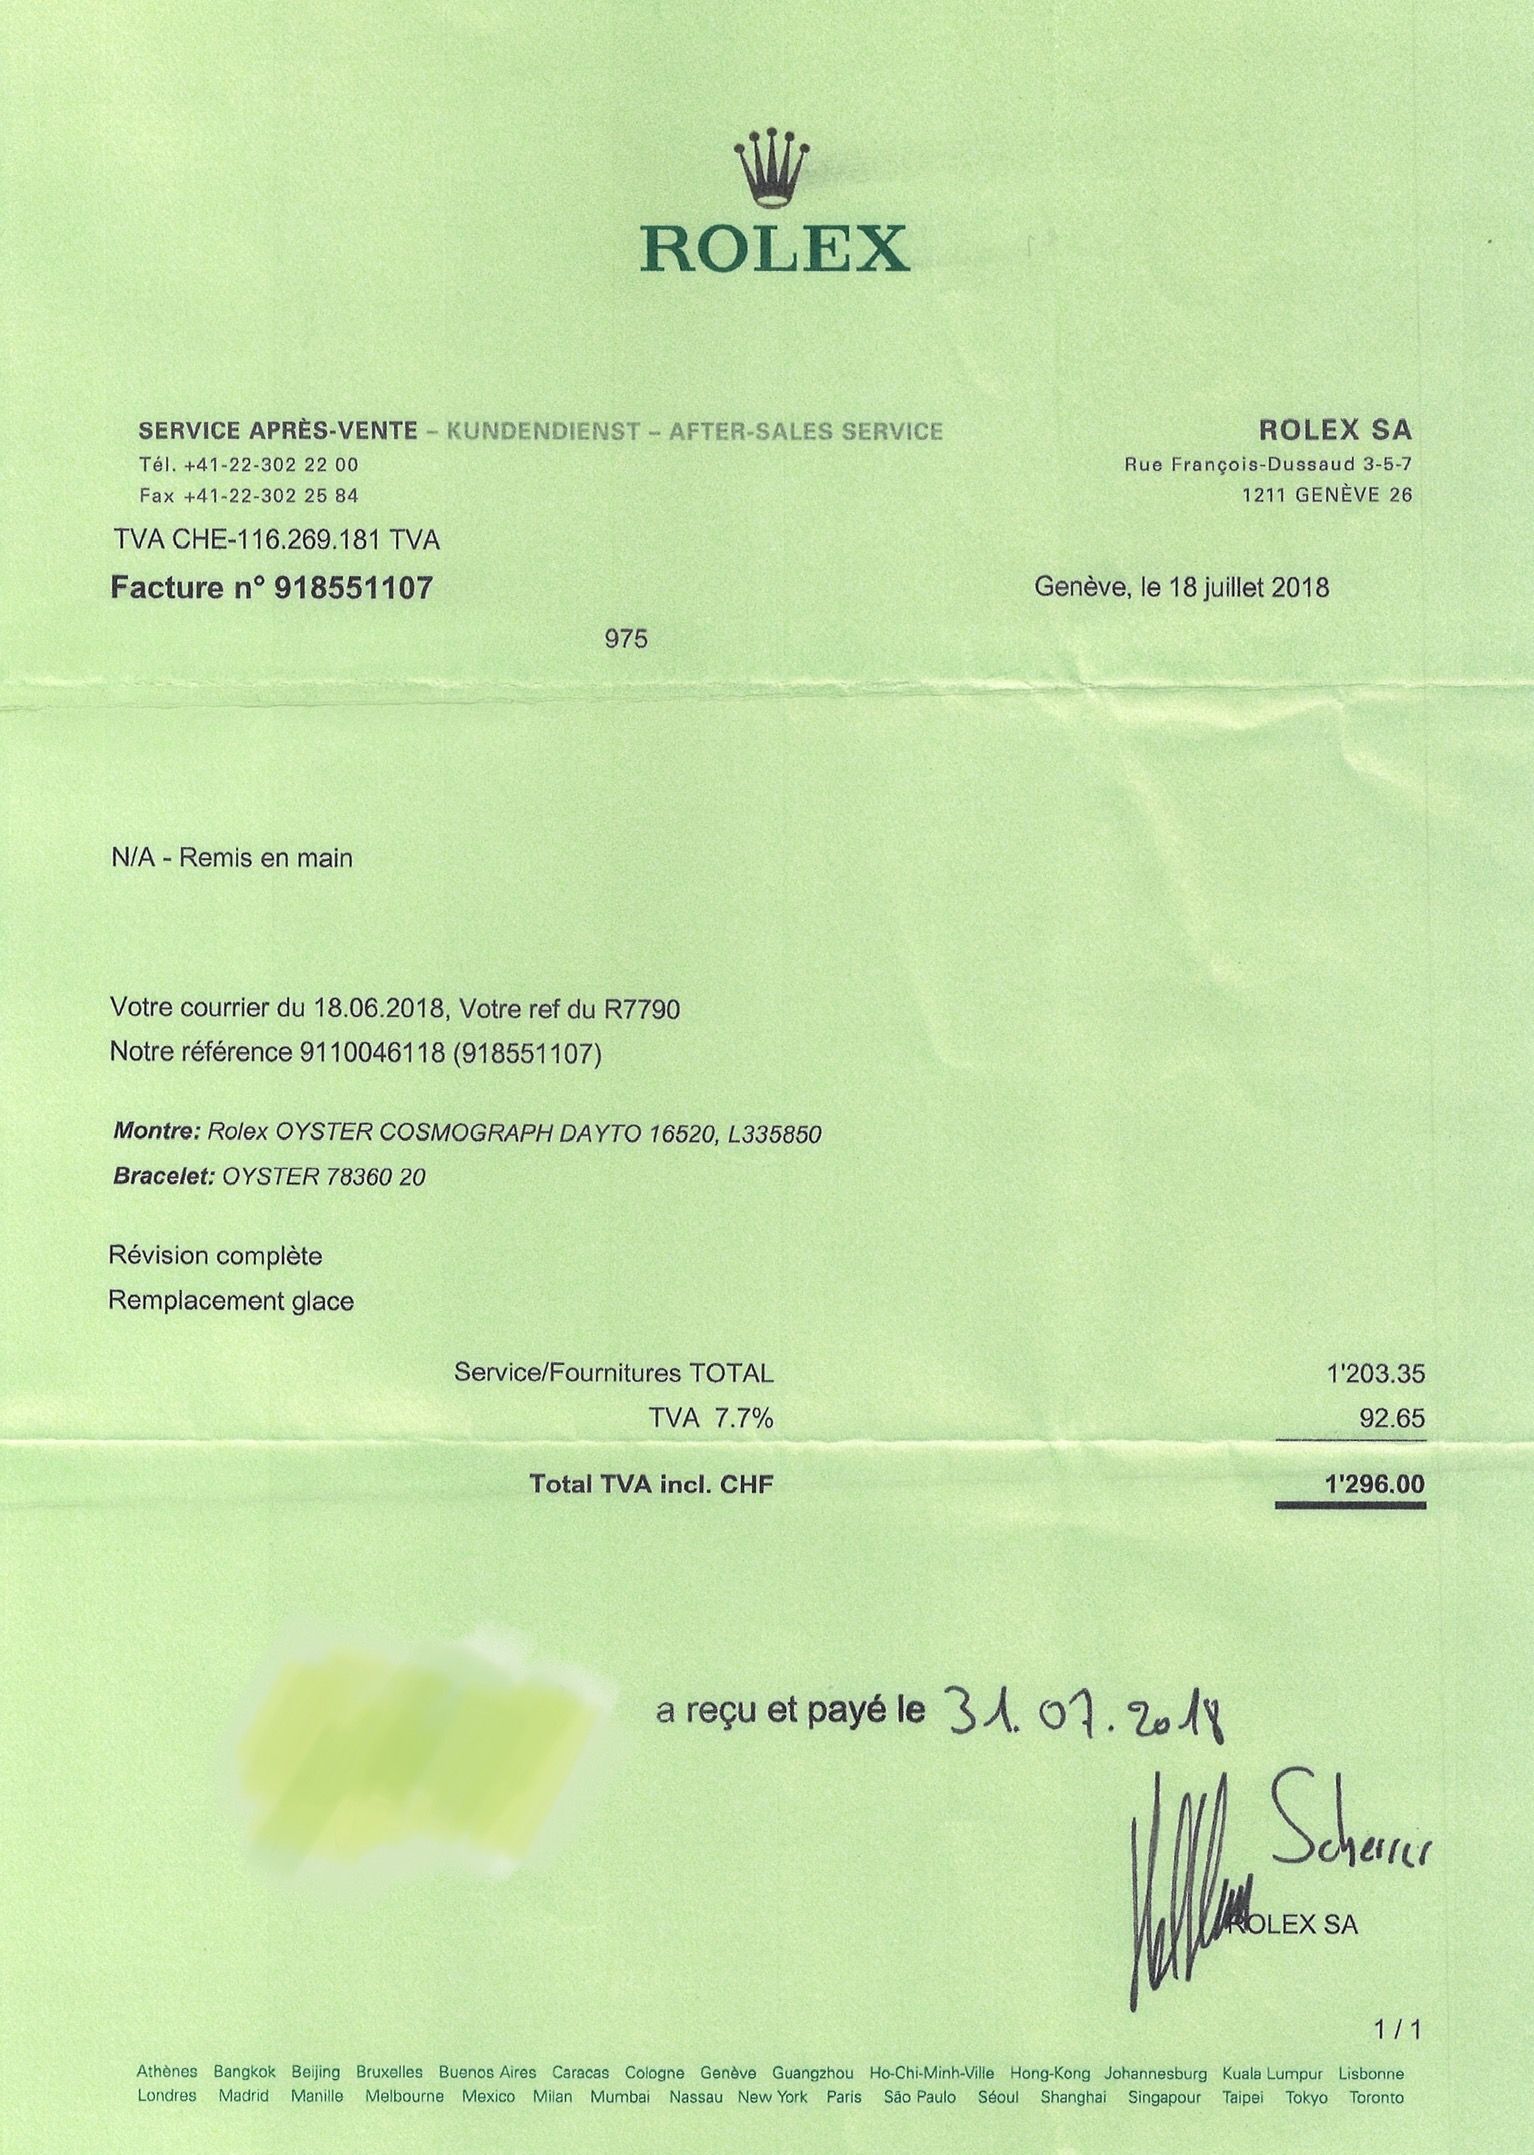 ROLEX
SERVICE APRÈS-VENTE – KUNDENDIENST – AFTER-SALES SERVICE
Tél. +41-22-302 22 00
Fax +41-22-302 25 84
ROLEX SA
Rue François-Dussaud 3-5-7
1211 GENÈVE 26
TVA CHE-116.269.181 TVA
Facture n° 918551107
Genève, le 18 juillet 2018
975
N/A - Remis en main
Votre courrier du 18.06.2018, Votre ref du R7790
Notre référence 9110046118 (918551107)
Montre: Rolex OYSTER COSMOGRAPH DAYTO 16520, L335850
Bracelet: OYSTER 78360 20
Révision complète
Remplacement glace
Service/Fournitures TOTAL 1'203.35
TVA 7.7% 92.65
Total TVA incl. CHF 1'296.00
a reçu et payé le 31.07.2018
Scherrer
ROLEX SA
1 / 1
Athènes Bangkok Beijing Bruxelles Buenos Aires Caracas Cologne Genève Guangzhou Ho-Chi-Minh-Ville Hong-Kong Johannesburg Kuala Lumpur Lisbonne
Londres Madrid Manille Melbourne Mexico Milan Mumbai Nassau New York Paris São Paulo Séoul Shanghai Singapour Taipei Tokyo Toronto